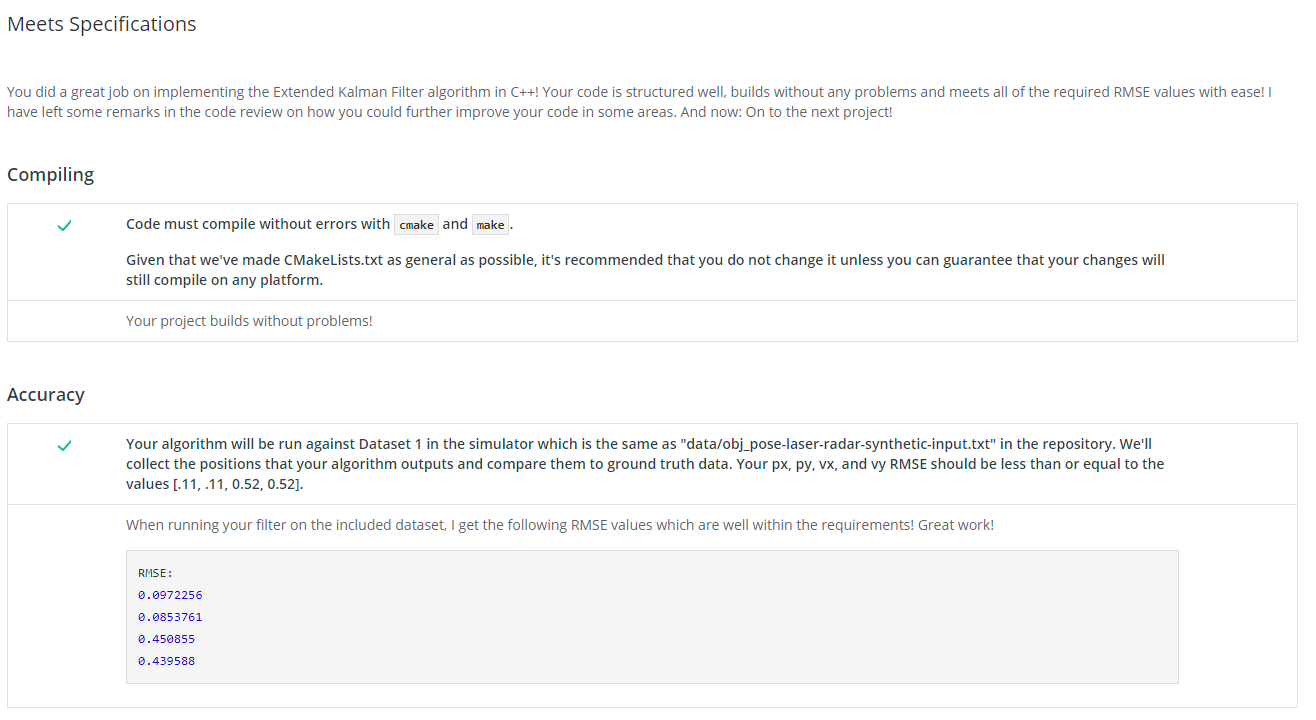 Meets Specifications
You did a great job on implementing the Extended Kalman Filter algorithm in C++! Your code is structured well, builds without any problems and meets all of the required RMSE values with ease! I
have left some remarks in the code review on how you could further improve your code in some areas. And now: On to the next project!
Compiling
Code must compile without errors with cmake and make.
Given that we've made CMakeLists.txt as general as possible, it's recommended that you do not change it unless you can guarantee that your changes will
still compile on any platform.
Your project builds without problems!
Accuracy
Your algorithm will be run against Dataset 1 in the simulator which is the same as "data/obj_pose-laser-radar-synthetic-input.txt" in the repository. We'll
collect the positions that your algorithm outputs and compare them to ground truth data. Your px, py, vx, and vy RMSE should be less than or equal to the
values [.11, .11, 0.52, 0.52].
When running your filter on the included dataset, I get the following RMSE values which are well within the requirements! Great work!
RMSE:
0.0972256
0.0853761
0.450855
0.439588